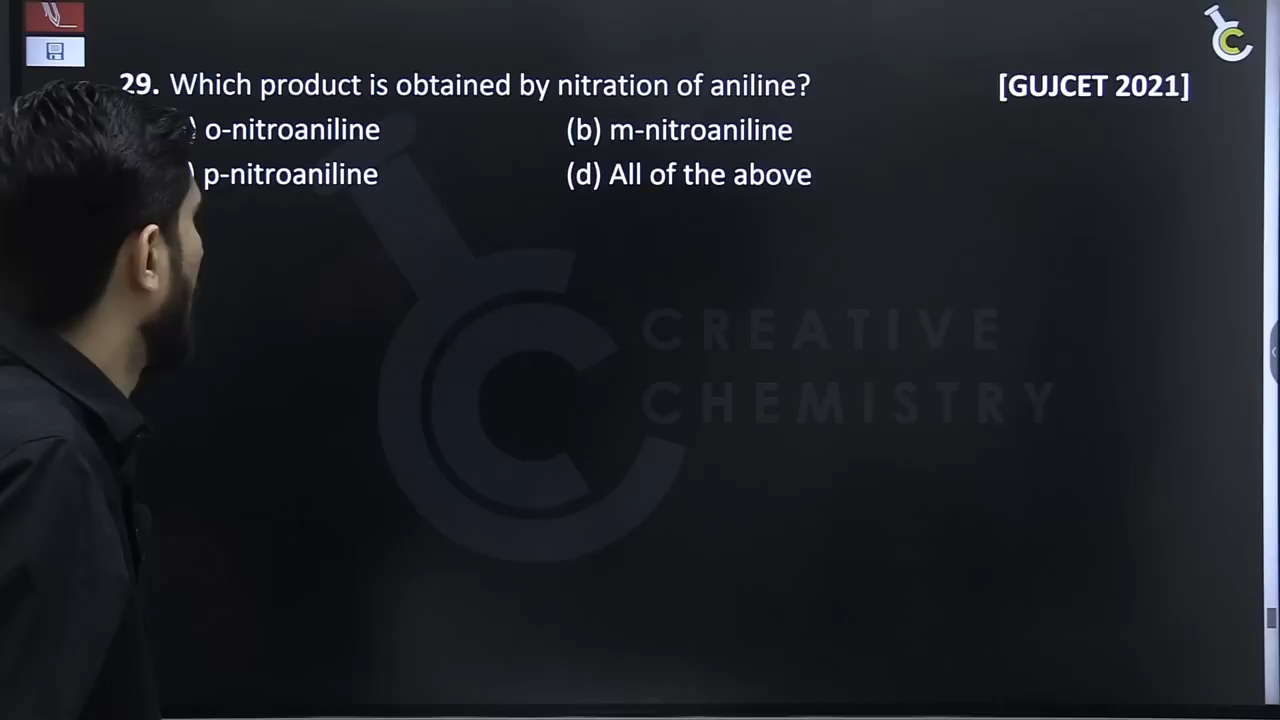 29. Which product is obtained by nitration of aniline? [GUJCET 2021]
) o-nitroaniline (b) m-nitroaniline
) p-nitroaniline (d) All of the above
CREATIVE
CHEMISTRY